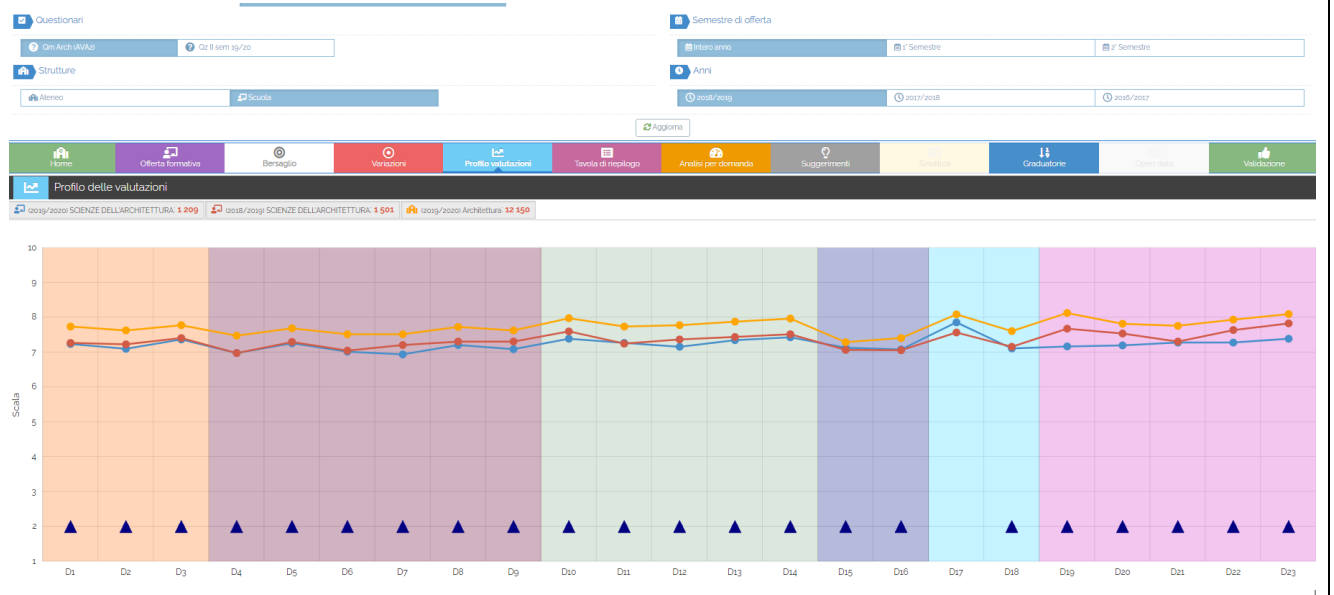 Questionari
Semestre di offerta
Qm Arch (AVA2)
Qz II sem 19/20
Intero anno
1° Semestre
2° Semestre
Strutture
Anni
Ateneo
Scuola
2018/2019
2017/2018
2016/2017
Aggiorna
Home
Offerta formativa
Bersaglio
Variazioni
Profilo valutazioni
Tavola di riepilogo
Analisi per domanda
Suggerimenti
Graduatorie
Open data
Validazione
Profilo delle valutazioni
(2019/2020) SCIENZE DELL'ARCHITETTURA: 1 209
(2018/2019) SCIENZE DELL'ARCHITETTURA: 1 501
(2019/2020) Architettura: 12 150
10
9
8
7
6
5
4
3
2
1
Scala
D1 D2 D3 D4 D5 D6 D7 D8 D9 D10 D11 D12 D13 D14 D15 D16 D17 D18 D19 D20 D21 D22 D23